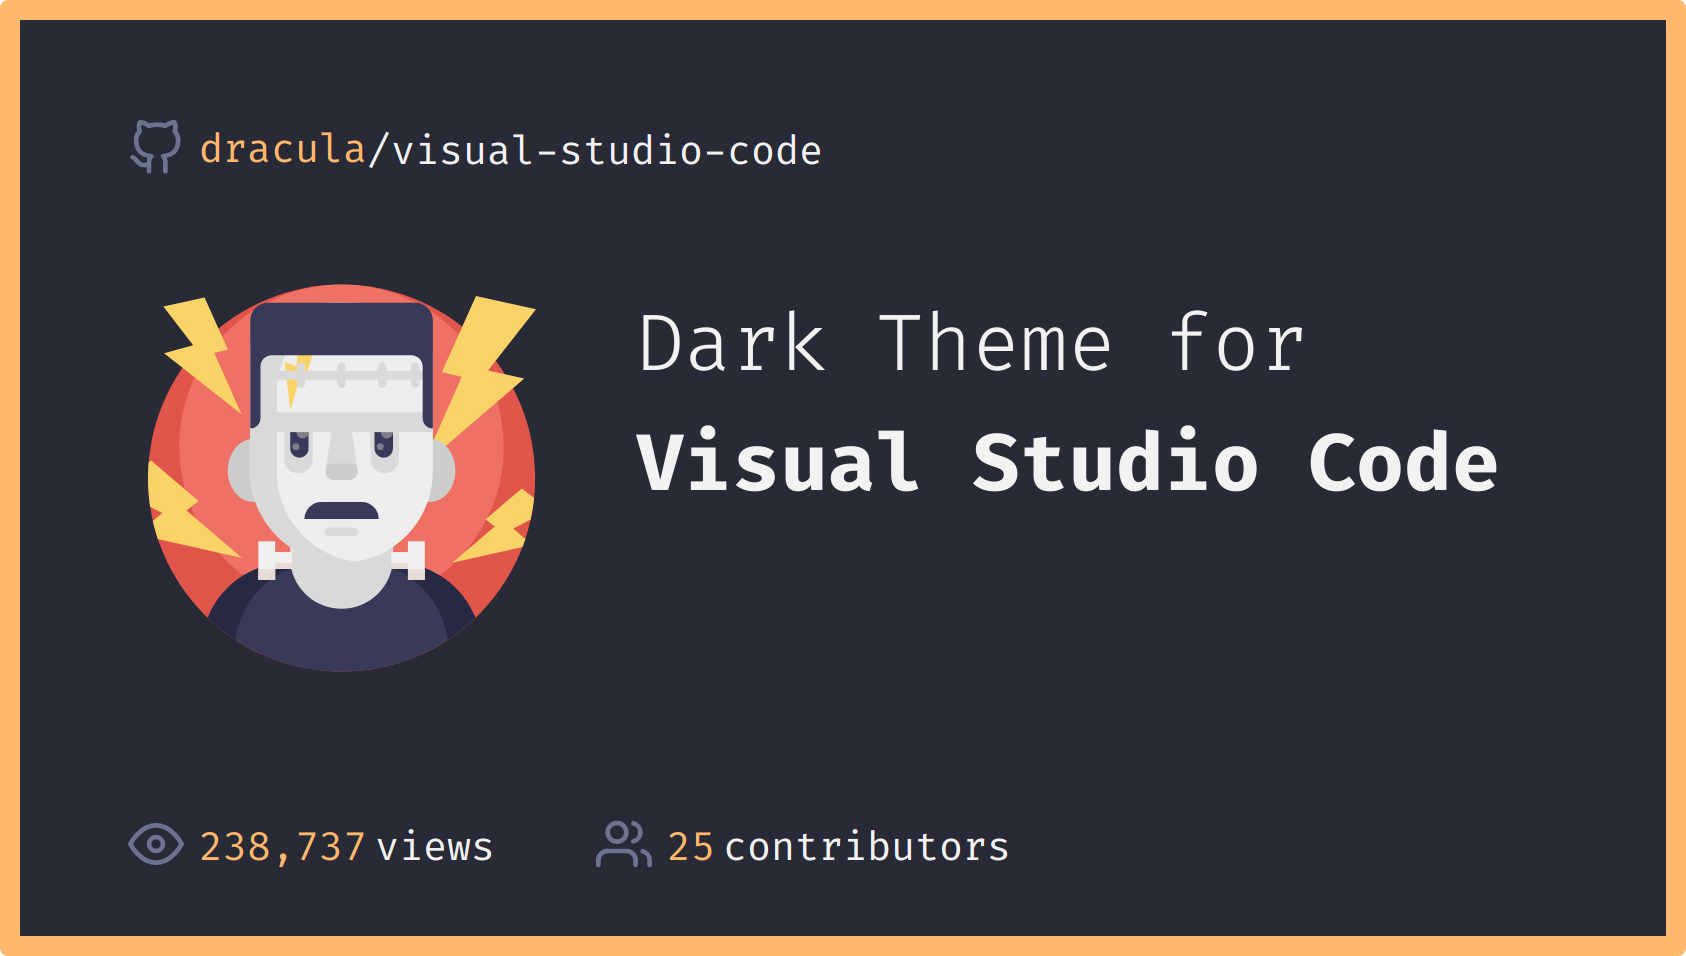 dracula/visual-studio-code
Dark Theme for
Visual Studio Code
238,737 views
25 contributors